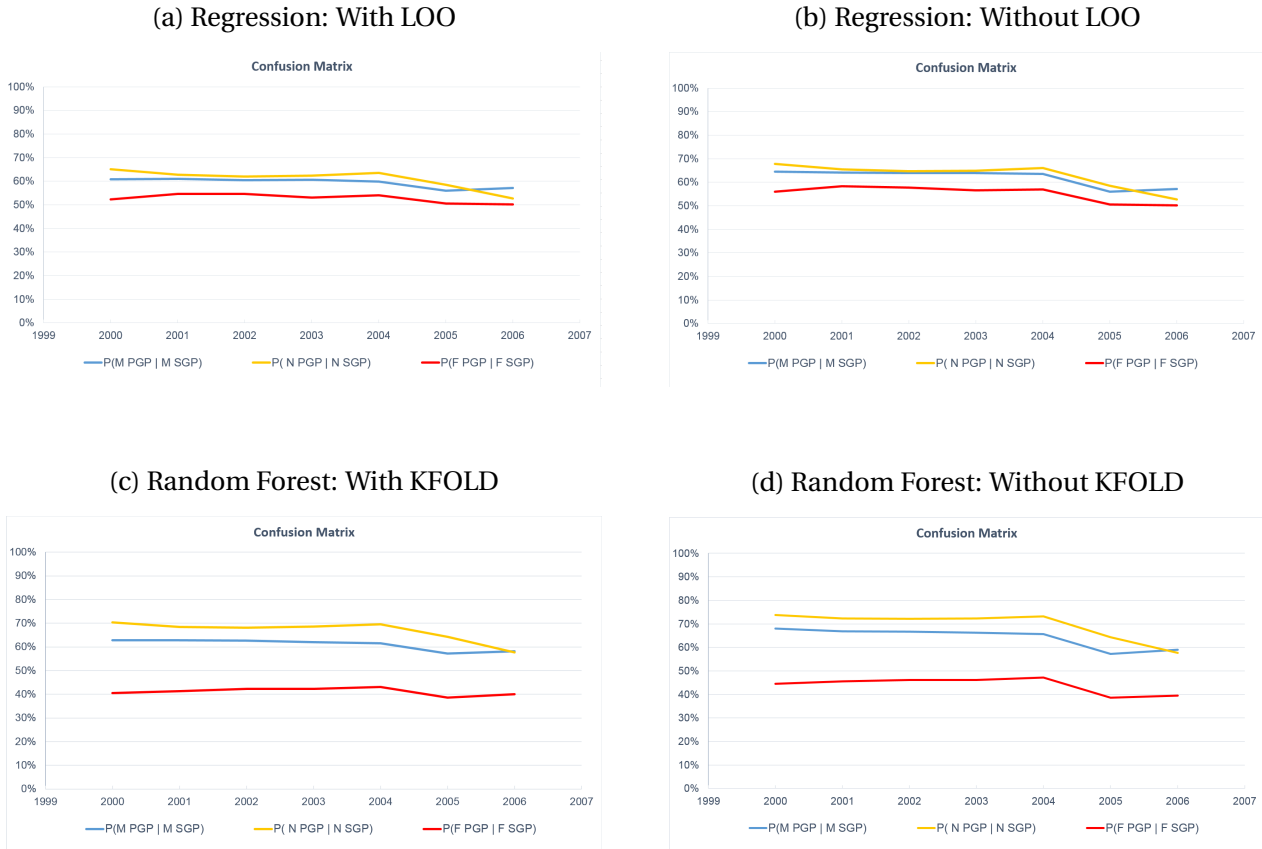 (a) Regression: With LOO
Confusion Matrix
100%
90%
80%
70%
60%
50%
40%
30%
20%
10%
0%
1999 2000 2001 2002 2003 2004 2005 2006 2007
P(M PGP | M SGP) P( N PGP | N SGP) P(F PGP | F SGP)
(b) Regression: Without LOO
Confusion Matrix
100%
90%
80%
70%
60%
50%
40%
30%
20%
10%
0%
1999 2000 2001 2002 2003 2004 2005 2006 2007
P(M PGP | M SGP) P( N PGP | N SGP) P(F PGP | F SGP)
(c) Random Forest: With KFOLD
Confusion Matrix
100%
90%
80%
70%
60%
50%
40%
30%
20%
10%
0%
1999 2000 2001 2002 2003 2004 2005 2006 2007
P(M PGP | M SGP) P( N PGP | N SGP) P(F PGP | F SGP)
(d) Random Forest: Without KFOLD
Confusion Matrix
100%
90%
80%
70%
60%
50%
40%
30%
20%
10%
0%
1999 2000 2001 2002 2003 2004 2005 2006 2007
P(M PGP | M SGP) P( N PGP | N SGP) P(F PGP | F SGP)